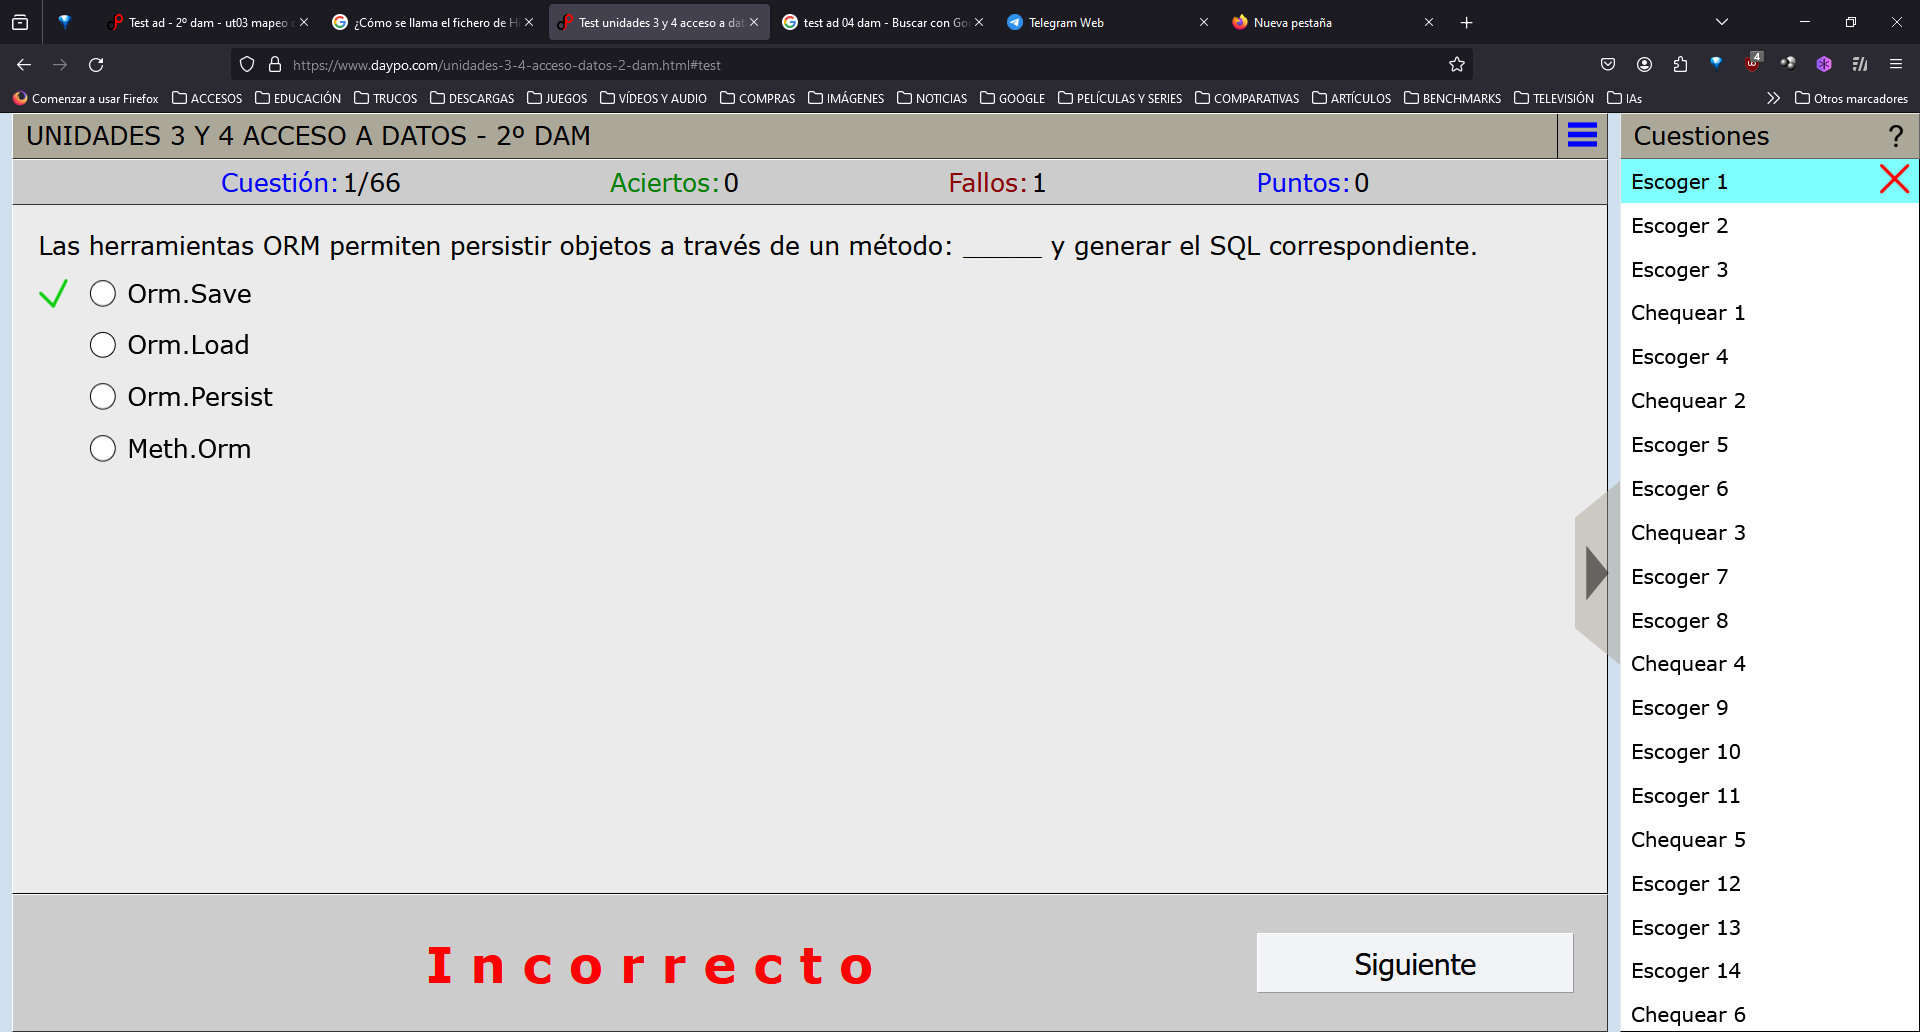 Test ad - 2º dam - ut03 mapeo
¿Cómo se llama el fichero de Hi
Test unidades 3 y 4 acceso a dat
test ad 04 dam - Buscar con Go
Telegram Web
Nueva pestaña
https://www.daypo.com/unidades-3-4-acceso-datos-2-dam.html#test
4
Comenzar a usar Firefox
ACCESOS
EDUCACIÓN
TRUCOS
DESCARGAS
JUEGOS
VÍDEOS Y AUDIO
COMPRAS
IMÁGENES
NOTICIAS
GOOGLE
PELÍCULAS Y SERIES
COMPARATIVAS
ARTÍCULOS
BENCHMARKS
TELEVISIÓN
IAs
Otros marcadores
UNIDADES 3 Y 4 ACCESO A DATOS - 2º DAM
Cuestión: 1/66
Aciertos: 0
Fallos: 1
Puntos: 0
Las herramientas ORM permiten persistir objetos a través de un método: _____ y generar el SQL correspondiente.
Orm.Save
Orm.Load
Orm.Persist
Meth.Orm
Incorrecto
Siguiente
Cuestiones ?
Escoger 1
Escoger 2
Escoger 3
Chequear 1
Escoger 4
Chequear 2
Escoger 5
Escoger 6
Chequear 3
Escoger 7
Escoger 8
Chequear 4
Escoger 9
Escoger 10
Escoger 11
Chequear 5
Escoger 12
Escoger 13
Escoger 14
Chequear 6